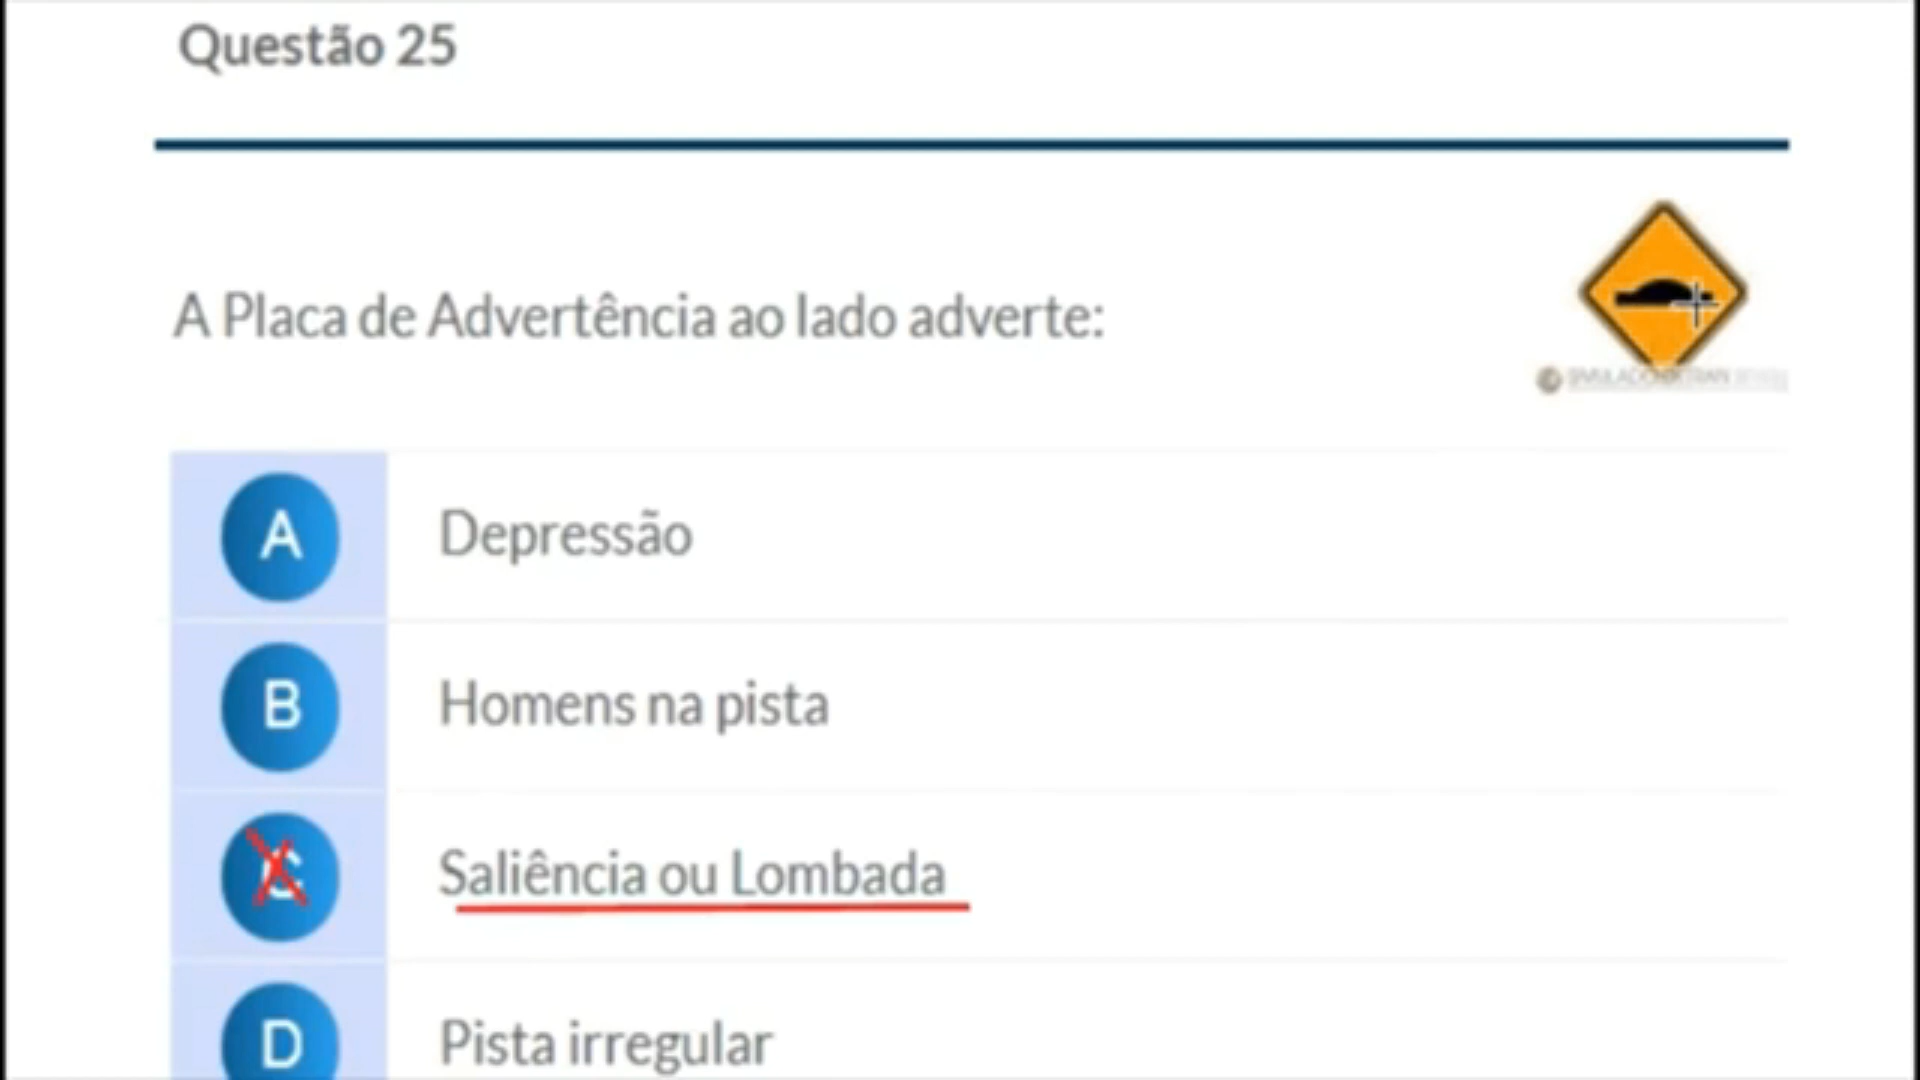 Questão 25
A Placa de Advertência ao lado adverte:
A Depressão
B Homens na pista
C Saliência ou Lombada
D Pista irregular